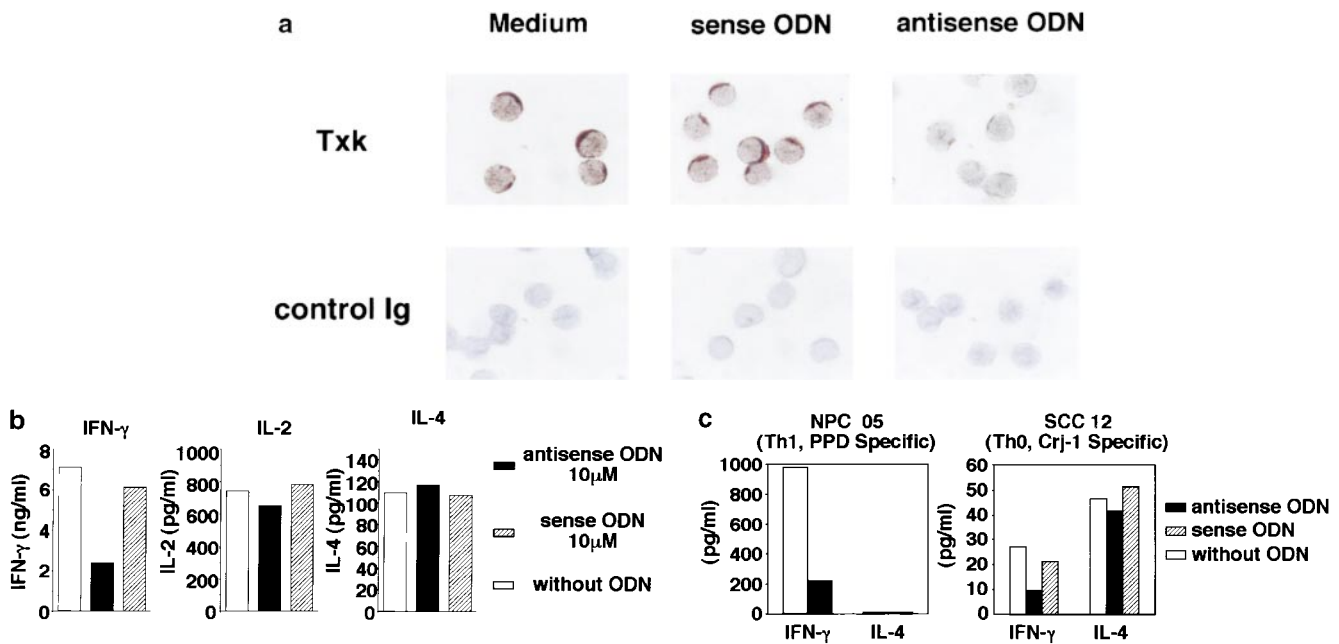 a
Medium
sense ODN
antisense ODN
Txk
control Ig
b
IFN-γ
IFN-γ (ng/ml)
8
6
4
2
0
IL-2
IL-2 (pg/ml)
1000
800
600
400
200
0
IL-4
IL-4 (pg/ml)
140
120
100
80
60
40
20
0
antisense ODN
10μM
sense ODN
10μM
without ODN
c
NPC 05
(Th1, PPD Specific)
(pg/ml)
1000
800
600
400
200
0
IFN-γ IL-4
SCC 12
(Th0, Crj-1 Specific)
(pg/ml)
60
50
40
30
20
10
0
IFN-γ IL-4
antisense ODN
sense ODN
without ODN